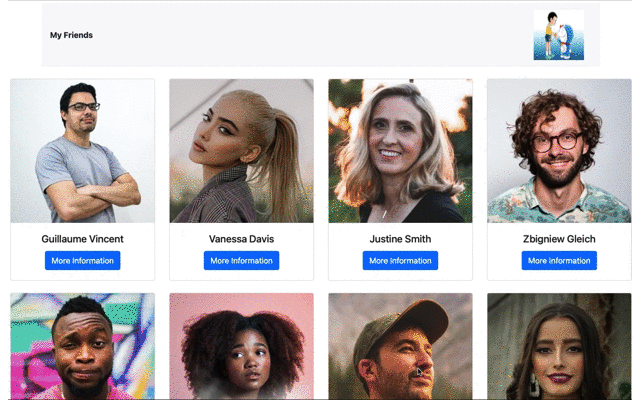 My Friends
Guillaume Vincent
Vanessa Davis
Justine Smith
Zbigniew Gleich
More Information
More Information
More Information
More Information